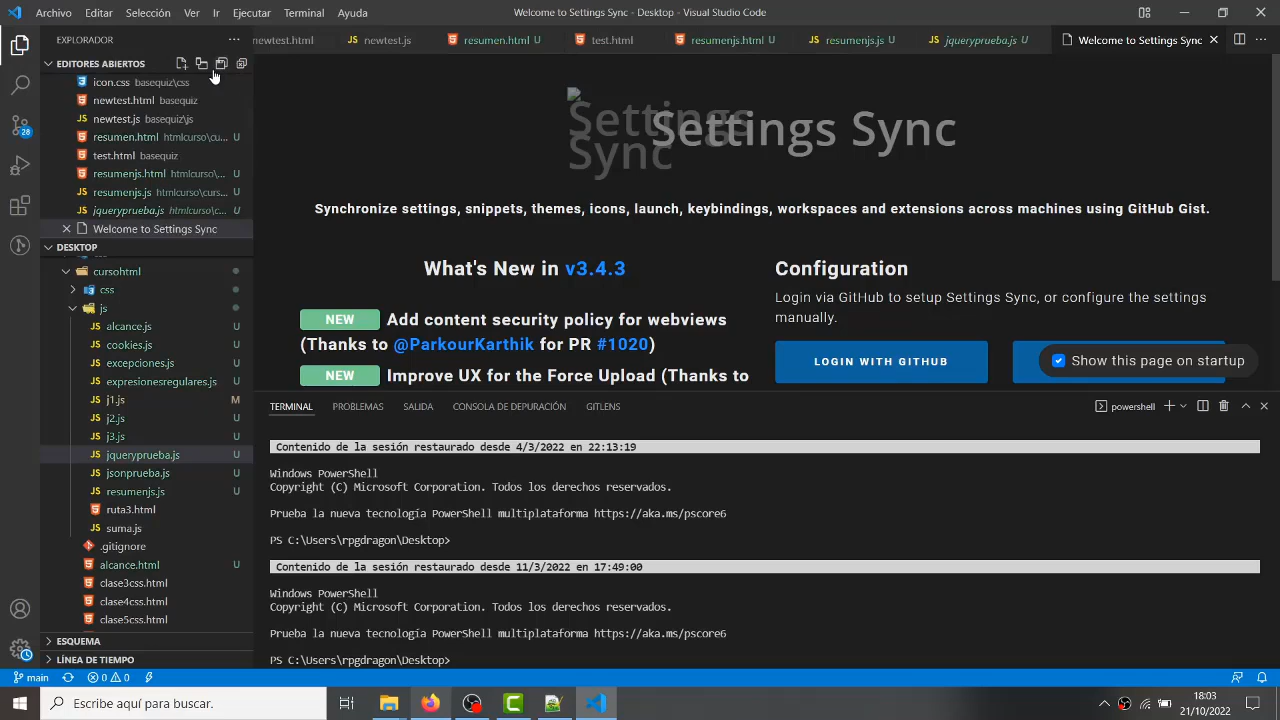 Archivo Editar Selección Ver Ir Ejecutar Terminal Ayuda
Welcome to Settings Sync - Desktop - Visual Studio Code
EXPLORADOR
newtest.html
newtest.js
resumen.html U
test.html
resumenjs.html U
resumenjs.js U
jqueryprueba.js U
Welcome to Settings Sync
EDITORES ABIERTOS
icon.css basequiz\css
newtest.html basequiz
newtest.js basequiz\js
resumen.html htmlcurso\cu... U
test.html basequiz
resumenjs.html htmlcurso\... U
resumenjs.js htmlcurso\curs... U
jqueryprueba.js htmlcurso\c... U
Welcome to Settings Sync
28
DESKTOP
cursohtml
css
js
alcance.js U
cookies.js U
excepciones.js U
expresionesregulares.js U
j1.js M
j2.js U
j3.js U
jqueryprueba.js U
jsonprueba.js U
resumenjs.js U
ruta3.html
suma.js
.gitignore
alcance.html U
clase3css.html
clase4css.html
clase5css.html
ESQUEMA
LÍNEA DE TIEMPO
Settings
Sync
Settings Sync
Synchronize settings, snippets, themes, icons, launch, keybindings, workspaces and extensions across machines using GitHub Gist.
What's New in v3.4.3
NEW Add content security policy for webviews
(Thanks to @ParkourKarthik for PR #1020)
NEW Improve UX for the Force Upload (Thanks to
Configuration
Login via GitHub to setup Settings Sync, or configure the settings
manually.
LOGIN WITH GITHUB
Show this page on startup
TERMINAL PROBLEMAS SALIDA CONSOLA DE DEPURACIÓN GITLENS
powershell
Contenido de la sesión restaurado desde 4/3/2022 en 22:13:19
Windows PowerShell
Copyright (C) Microsoft Corporation. Todos los derechos reservados.
Prueba la nueva tecnología PowerShell multiplataforma https://aka.ms/pscore6
PS C:\Users\rpgdragon\Desktop>
Contenido de la sesión restaurado desde 11/3/2022 en 17:49:00
Windows PowerShell
Copyright (C) Microsoft Corporation. Todos los derechos reservados.
Prueba la nueva tecnología PowerShell multiplataforma https://aka.ms/pscore6
PS C:\Users\rpgdragon\Desktop>
main
0 0
Escribe aquí para buscar.
18:03
21/10/2022